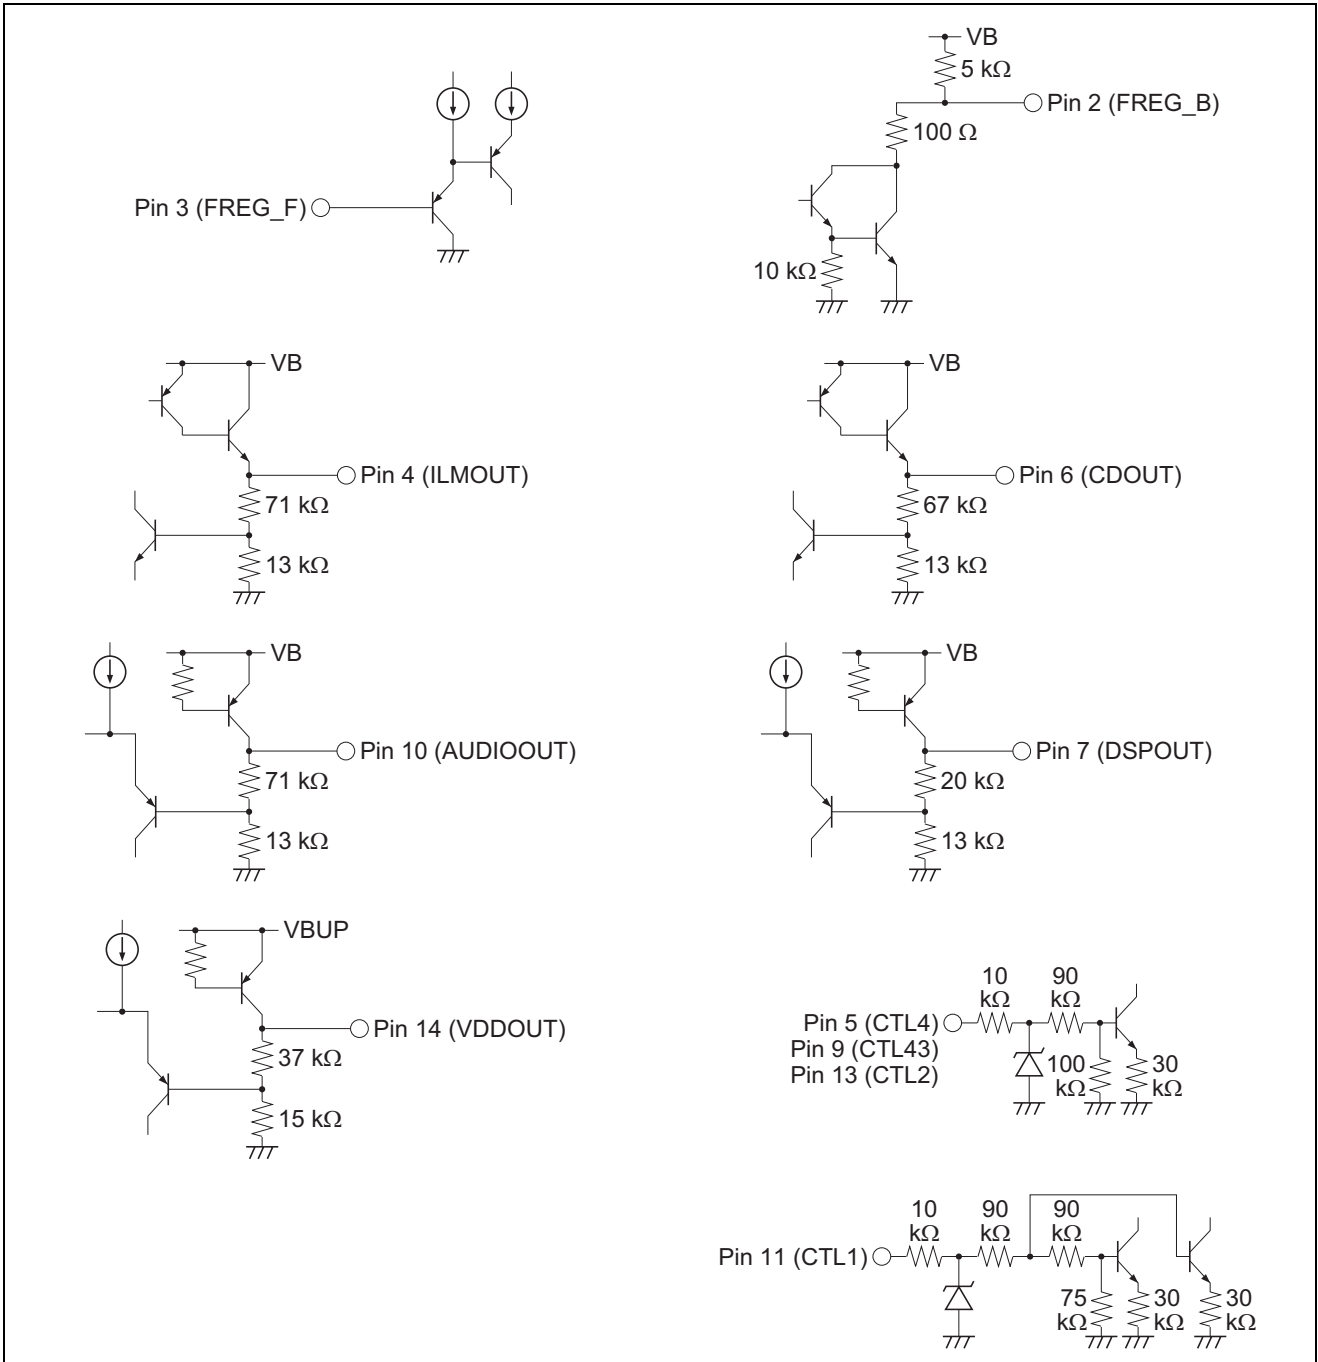 Pin 3 (FREG_F)
VB
5 kΩ
Pin 2 (FREG_B)
100 Ω
10 kΩ
VB
Pin 4 (ILMOUT)
71 kΩ
13 kΩ
VB
Pin 6 (CDOUT)
67 kΩ
13 kΩ
VB
Pin 10 (AUDIOOUT)
71 kΩ
13 kΩ
VB
Pin 7 (DSPOUT)
20 kΩ
13 kΩ
VBUP
Pin 14 (VDDOUT)
37 kΩ
15 kΩ
10
kΩ
90
kΩ
Pin 5 (CTL4)
Pin 9 (CTL43)
Pin 13 (CTL2)
100
kΩ
30
kΩ
10
kΩ
90
kΩ
90
kΩ
Pin 11 (CTL1)
75
kΩ
30
kΩ
30
kΩ